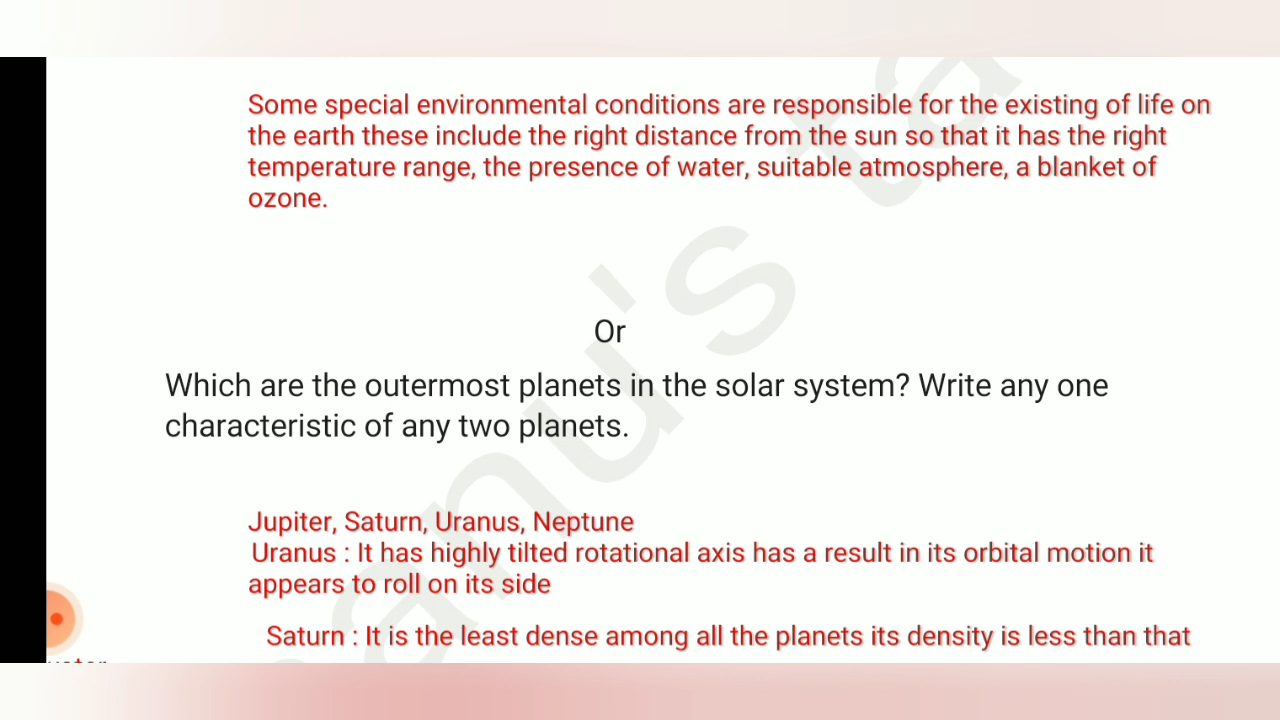 Some special environmental conditions are responsible for the existing of life on
the earth these include the right distance from the sun so that it has the right
temperature range, the presence of water, suitable atmosphere, a blanket of
ozone.
Or
Which are the outermost planets in the solar system? Write any one
characteristic of any two planets.
Jupiter, Saturn, Uranus, Neptune
Uranus : It has highly tilted rotational axis has a result in its orbital motion it
appears to roll on its side
Saturn : It is the least dense among all the planets its density is less than that